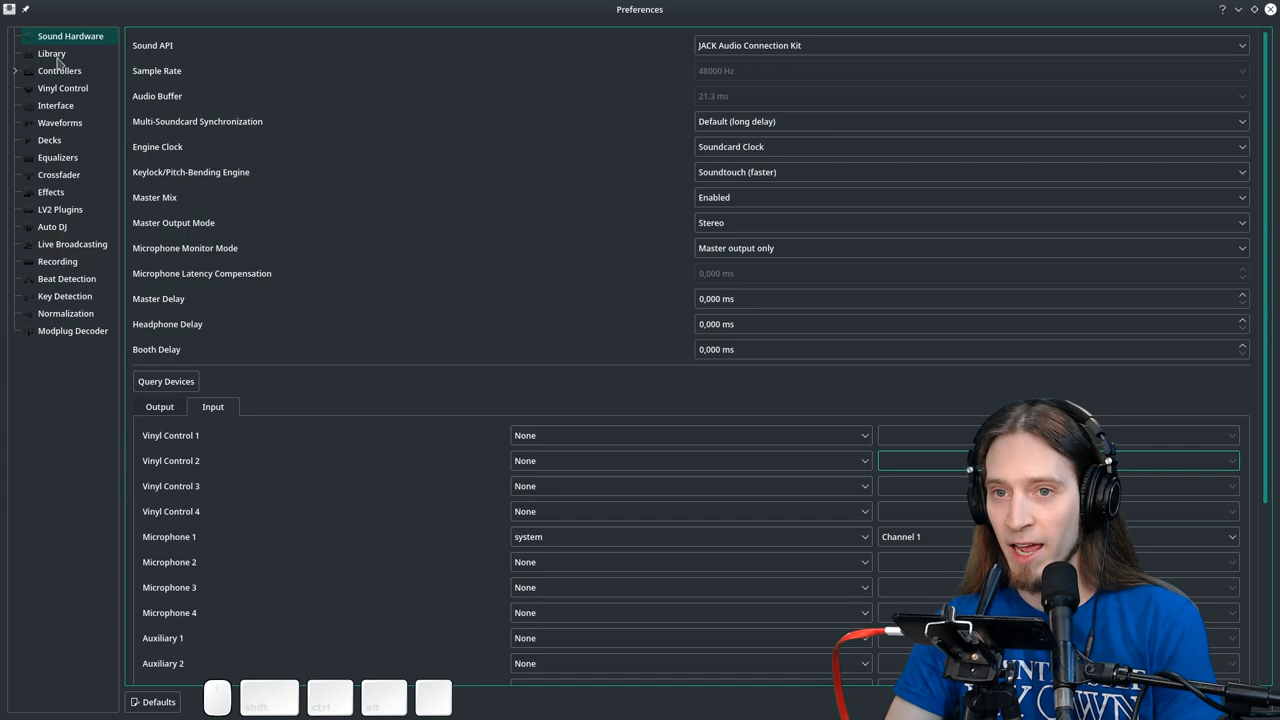 Preferences
Sound Hardware
Library
Controllers
Vinyl Control
Interface
Waveforms
Decks
Equalizers
Crossfader
Effects
LV2 Plugins
Auto DJ
Live Broadcasting
Recording
Beat Detection
Key Detection
Normalization
Modplug Decoder
Sound API JACK Audio Connection Kit
Sample Rate 48000 Hz
Audio Buffer 21.3 ms
Multi-Soundcard Synchronization Default (long delay)
Engine Clock Soundcard Clock
Keylock/Pitch-Bending Engine Soundtouch (faster)
Master Mix Enabled
Master Output Mode Stereo
Microphone Monitor Mode Master output only
Microphone Latency Compensation 0,000 ms
Master Delay 0,000 ms
Headphone Delay 0,000 ms
Booth Delay 0,000 ms
Query Devices
Output Input
Vinyl Control 1 None
Vinyl Control 2 None
Vinyl Control 3 None
Vinyl Control 4 None
Microphone 1 system Channel 1
Microphone 2 None
Microphone 3 None
Microphone 4 None
Auxiliary 1 None
Auxiliary 2 None
Defaults
shift ctrl alt